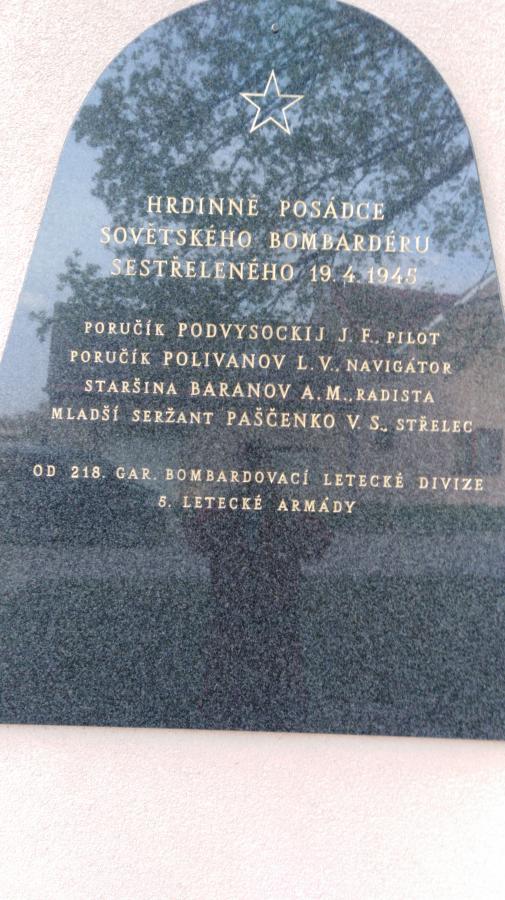 HRDINNÉ POSÁDCE
SOVĚTSKÉHO BOMBARDÉRU
SESTŘELENÉHO 19.4.1945
PORUČÍK PODVYSOCKIJ J.F., PILOT
PORUČÍK POLIVANOV L.V., NAVIGÁTOR
STARŠINA BARANOV A.M., RADISTA
MLADŠÍ SERŽANT PAŠČENKO V.S., STŘELEC
OD 218. GAR. BOMBARDOVACÍ LETECKÉ DIVIZE
5. LETECKÉ ARMÁDY